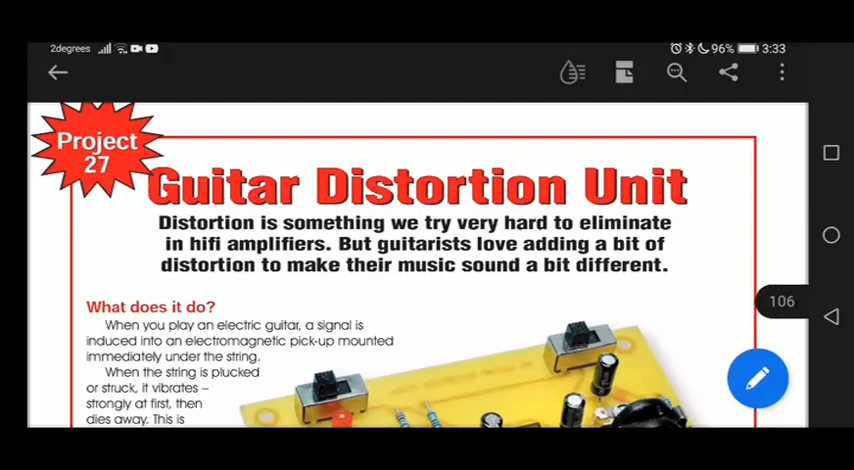 2degrees
96% 3:33
Project
27
Guitar Distortion Unit
Distortion is something we try very hard to eliminate
in hifi amplifiers. But guitarists love adding a bit of
distortion to make their music sound a bit different.
What does it do?
When you play an electric guitar, a signal is
induced into an electromagnetic pick-up mounted
immediately under the string.
When the string is plucked
or struck, it vibrates –
strongly at first, then
dies away. This is
106